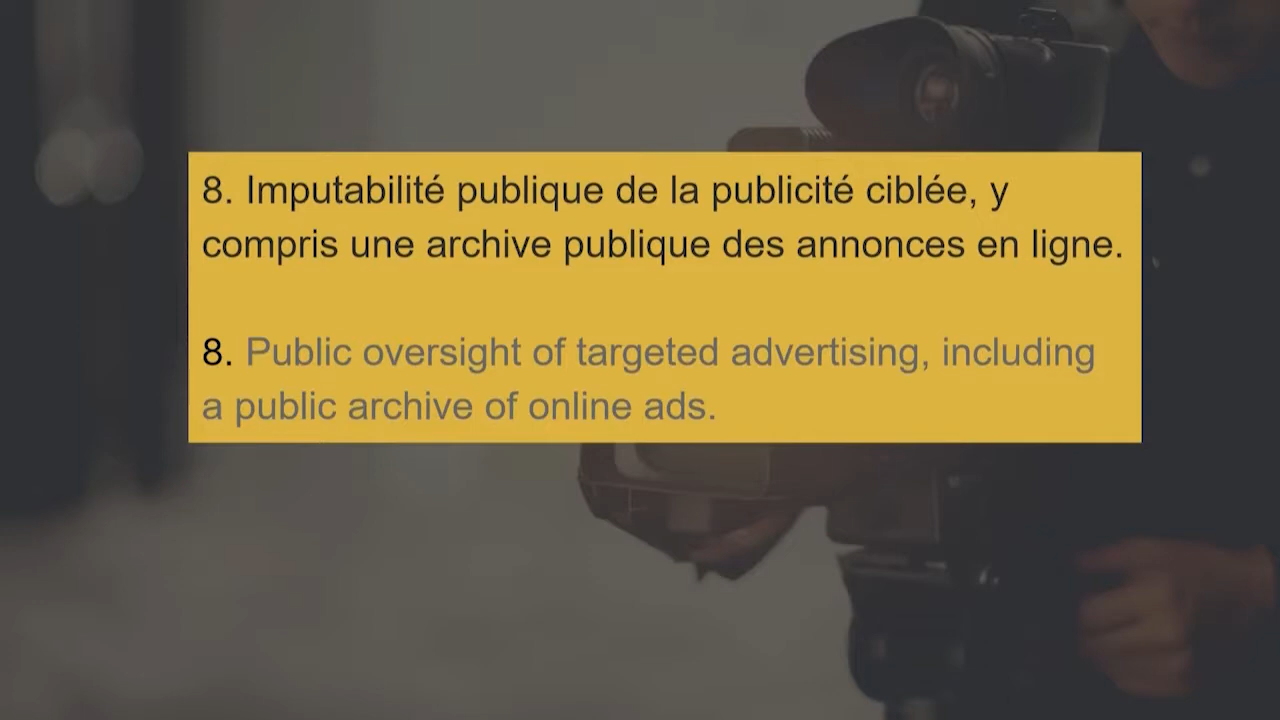 8. Imputabilité publique de la publicité ciblée, y
compris une archive publique des annonces en ligne.
8. Public oversight of targeted advertising, including
a public archive of online ads.